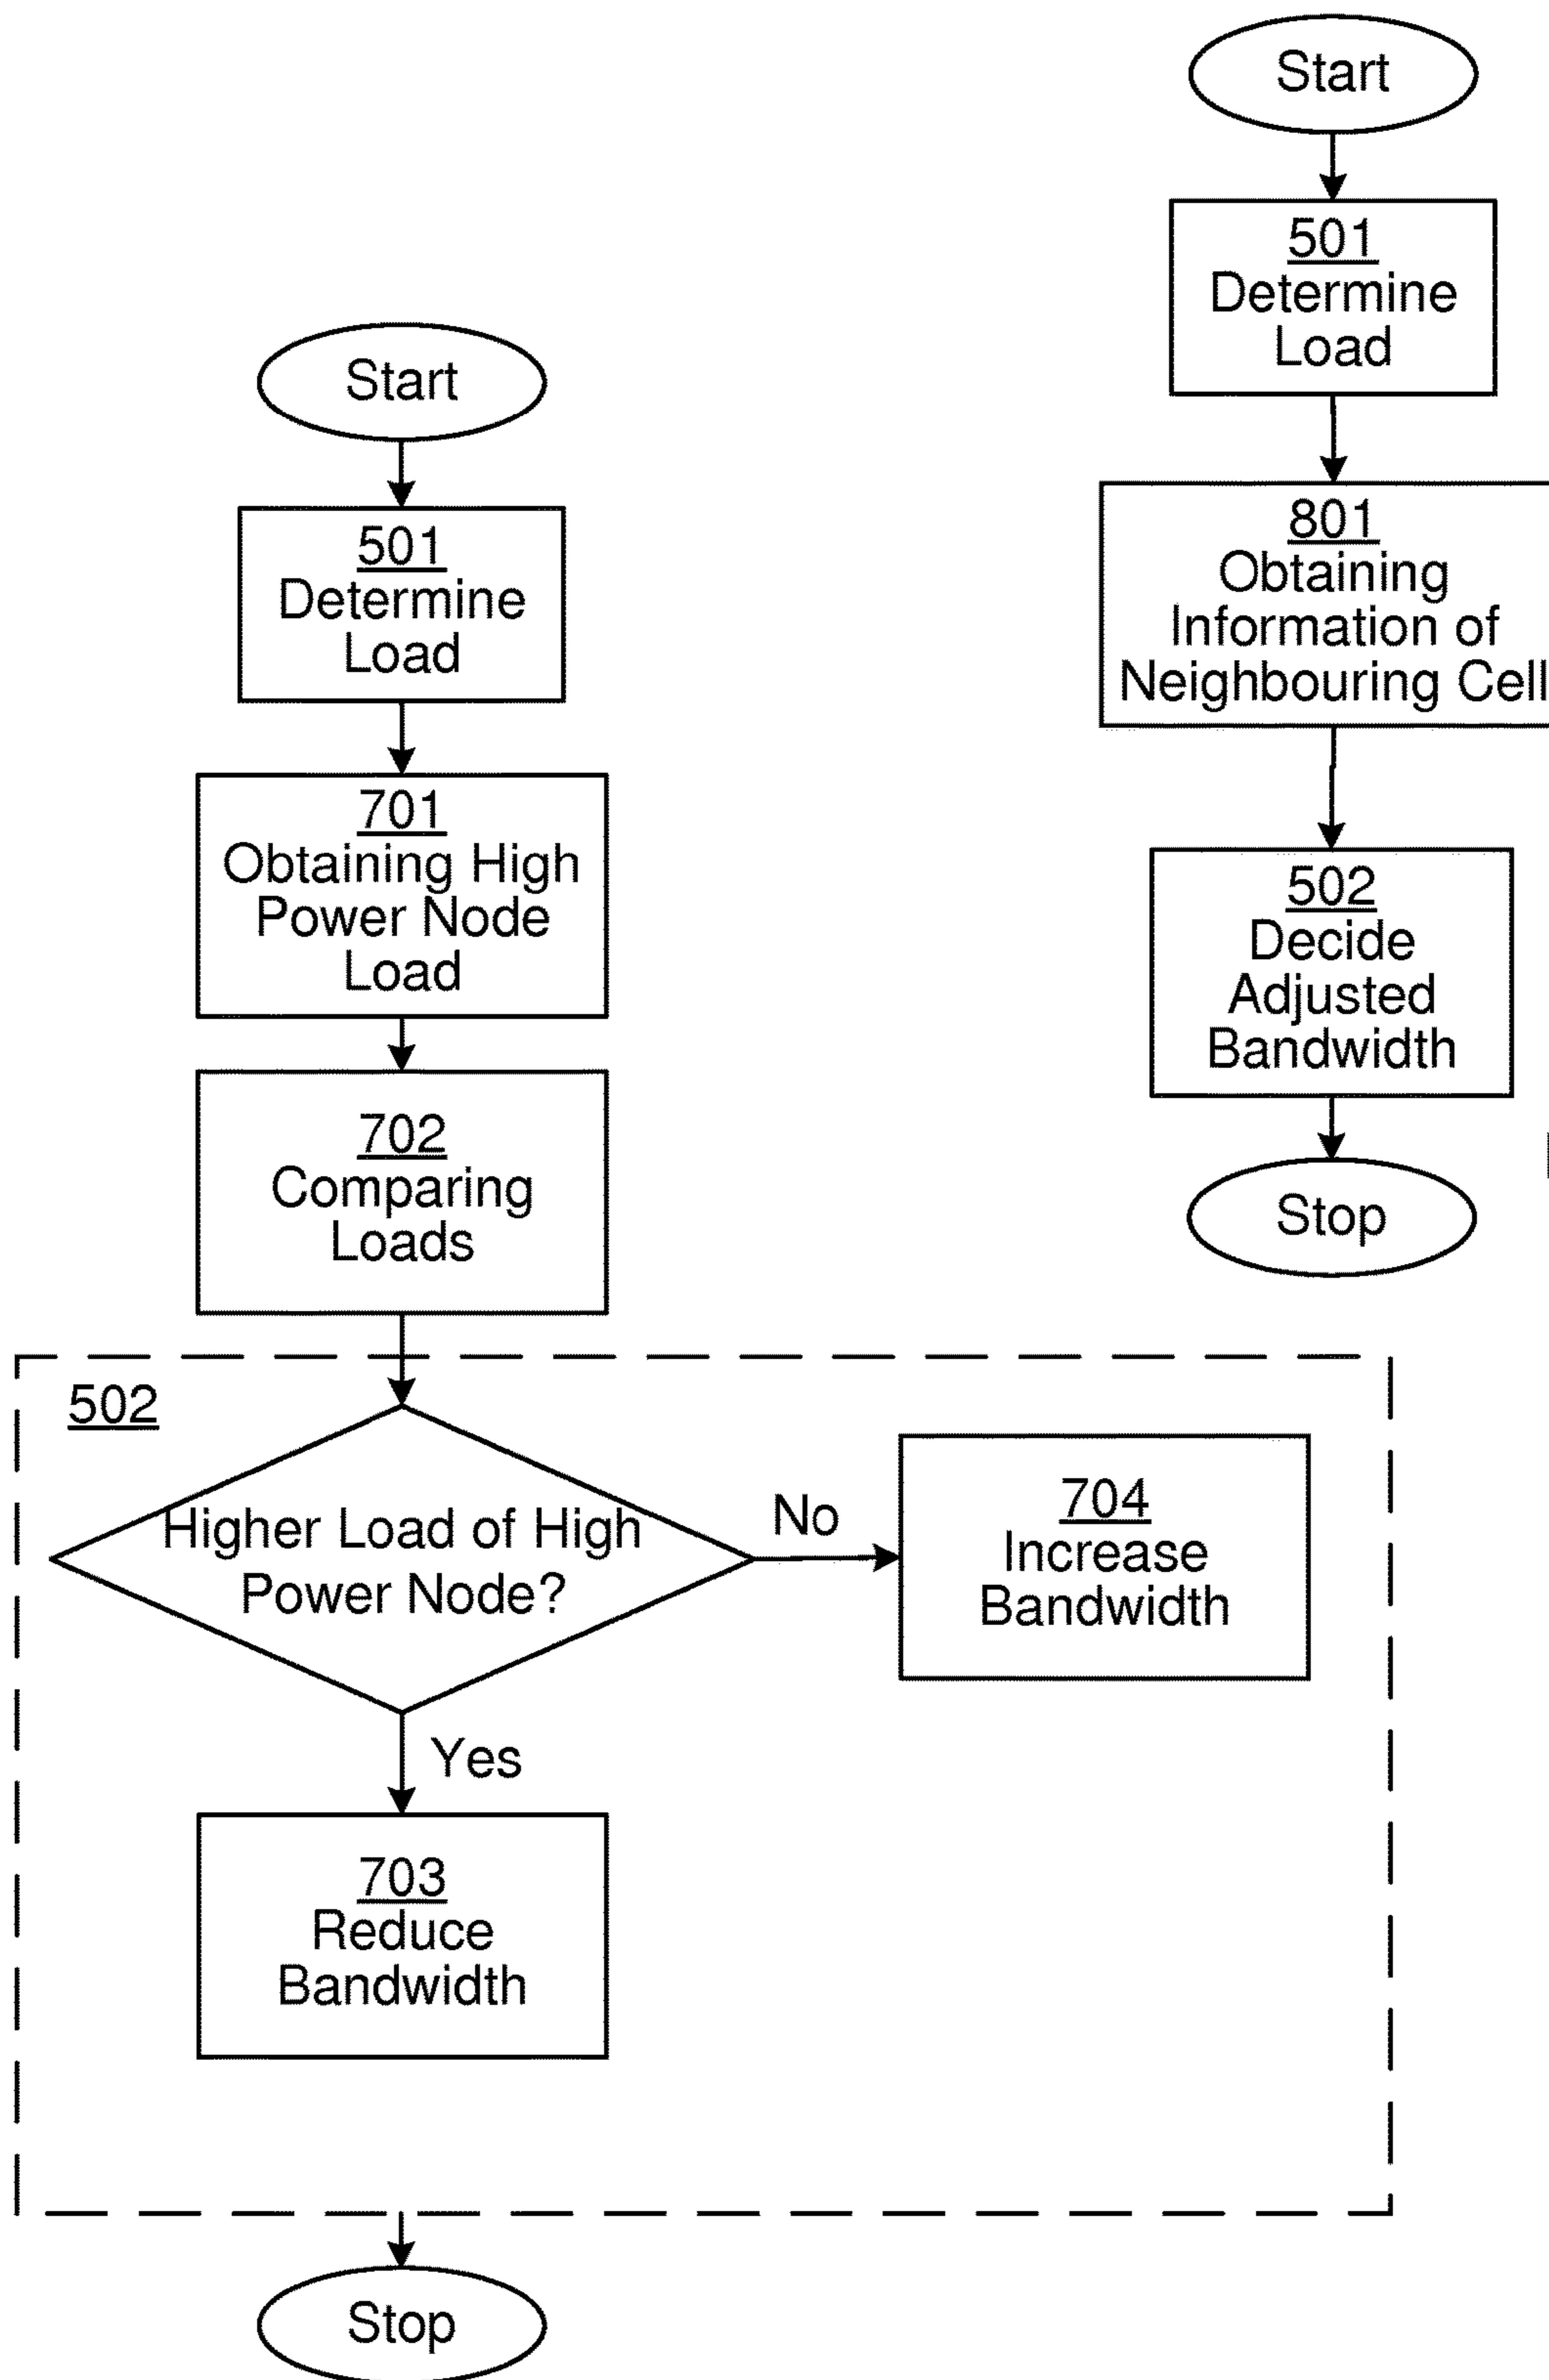 Start
501
Determine
Load
701
Obtaining High
Power Node
Load
702
Comparing
Loads
502
Higher Load of High
Power Node?
No
704
Increase
Bandwidth
Yes
703
Reduce
Bandwidth
Stop
Start
501
Determine
Load
801
Obtaining
Information of
Neighbouring Cell
502
Decide
Adjusted
Bandwidth
Stop